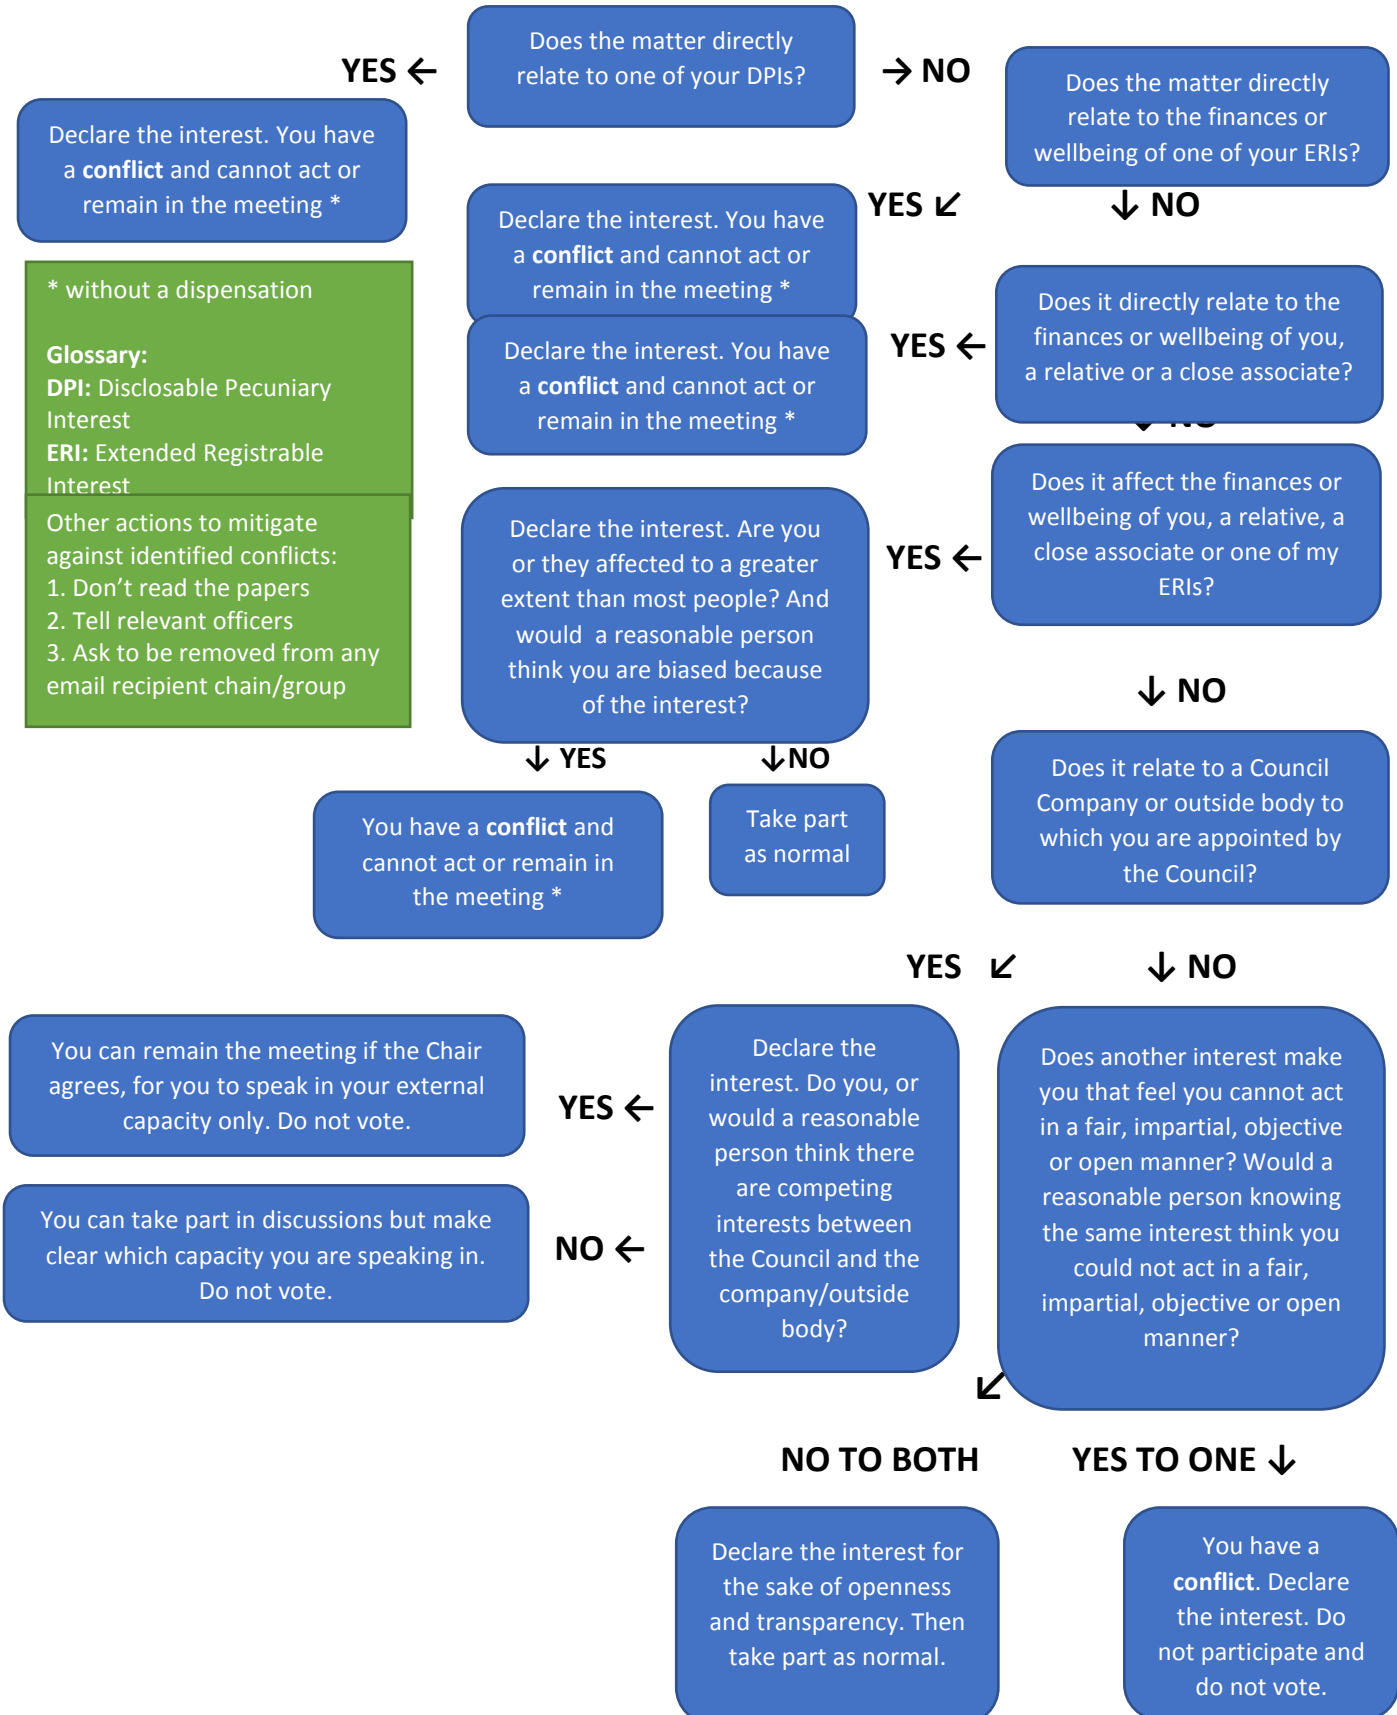 Does the matter directly
relate to one of your DPIs?
YES ←
→ NO
Does the matter directly
relate to the finances or
wellbeing of one of your ERIs?
Declare the interest. You have
a conflict and cannot act or
remain in the meeting *
YES ↙
↓ NO
Declare the interest. You have
a conflict and cannot act or
remain in the meeting *
* without a dispensation
Glossary:
DPI: Disclosable Pecuniary
Interest
ERI: Extended Registrable
Interest
Does it directly relate to the
finances or wellbeing of you,
a relative or a close associate?
YES ←
Declare the interest. You have
a conflict and cannot act or
remain in the meeting *
↓ NO
Does it affect the finances or
wellbeing of you, a relative, a
close associate or one of my
ERIs?
YES ←
Declare the interest. Are you
or they affected to a greater
extent than most people? And
would  a reasonable person
think you are biased because
of the interest?
Other actions to mitigate
against identified conflicts:
1. Don’t read the papers
2. Tell relevant officers
3. Ask to be removed from any
email recipient chain/group
↓ NO
↓ YES
↓NO
You have a conflict and
cannot act or remain in
the meeting *
Take part
as normal
Does it relate to a Council
Company or outside body to
which you are appointed by
the Council?
YES ↙
↓ NO
Declare the
interest. Do you, or
would a reasonable
person think there
are competing
interests between
the Council and the
company/outside
body?
YES ←
You can remain the meeting if the Chair
agrees, for you to speak in your external
capacity only. Do not vote.
NO ←
You can take part in discussions but make
clear which capacity you are speaking in.
Do not vote.
Does another interest make
you that feel you cannot act
in a fair, impartial, objective
or open manner? Would a
reasonable person knowing
the same interest think you
could not act in a fair,
impartial, objective or open
manner?
↙
NO TO BOTH
YES TO ONE ↓
Declare the interest for
the sake of openness
and transparency. Then
take part as normal.
You have a
conflict. Declare
the interest. Do
not participate and
do not vote.